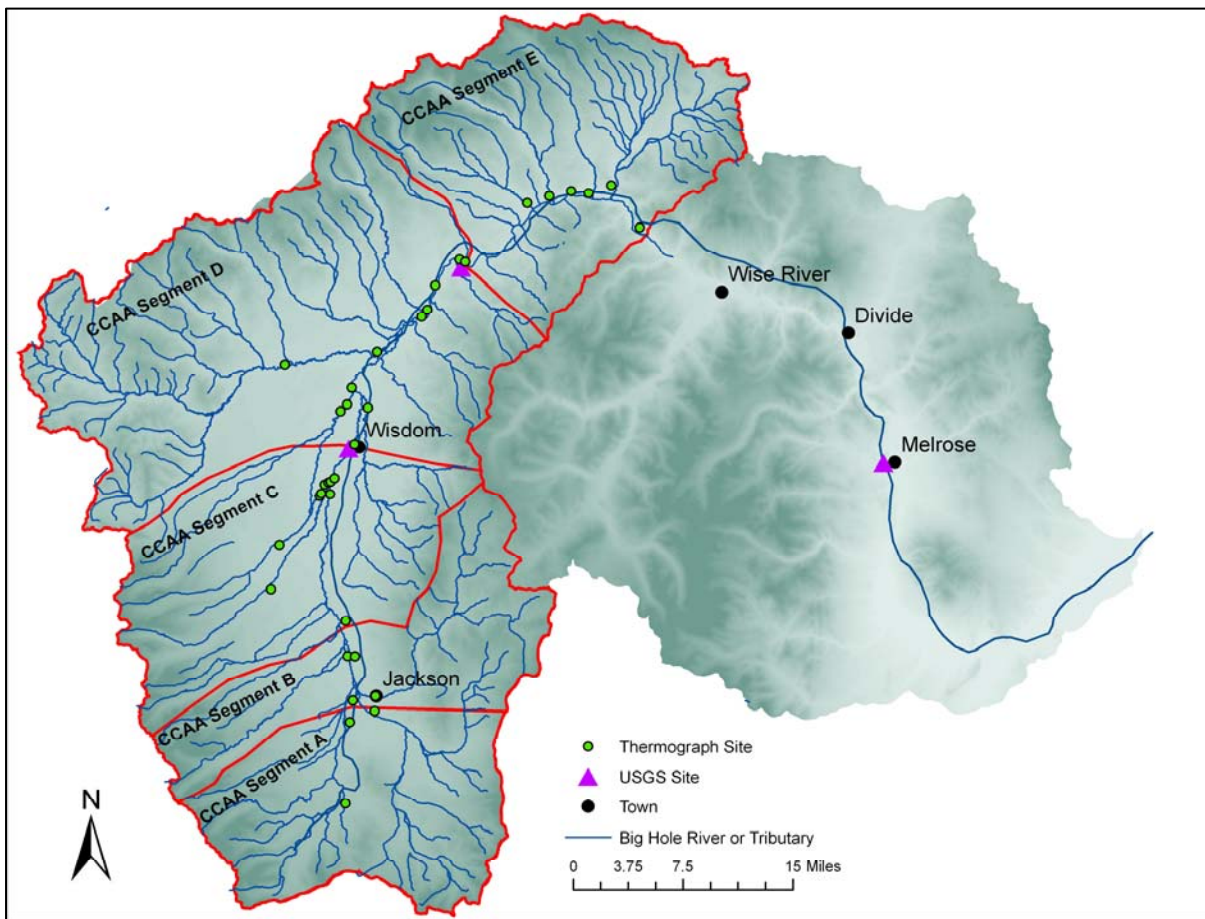 CCAA Segment E
CCAA Segment D
Wise River
Divide
Wisdom
Melrose
CCAA Segment C
Jackson
CCAA Segment B
CCAA Segment A
N
Thermograph Site
USGS Site
Town
Big Hole River or Tributary
0 3.75 7.5 15 Miles